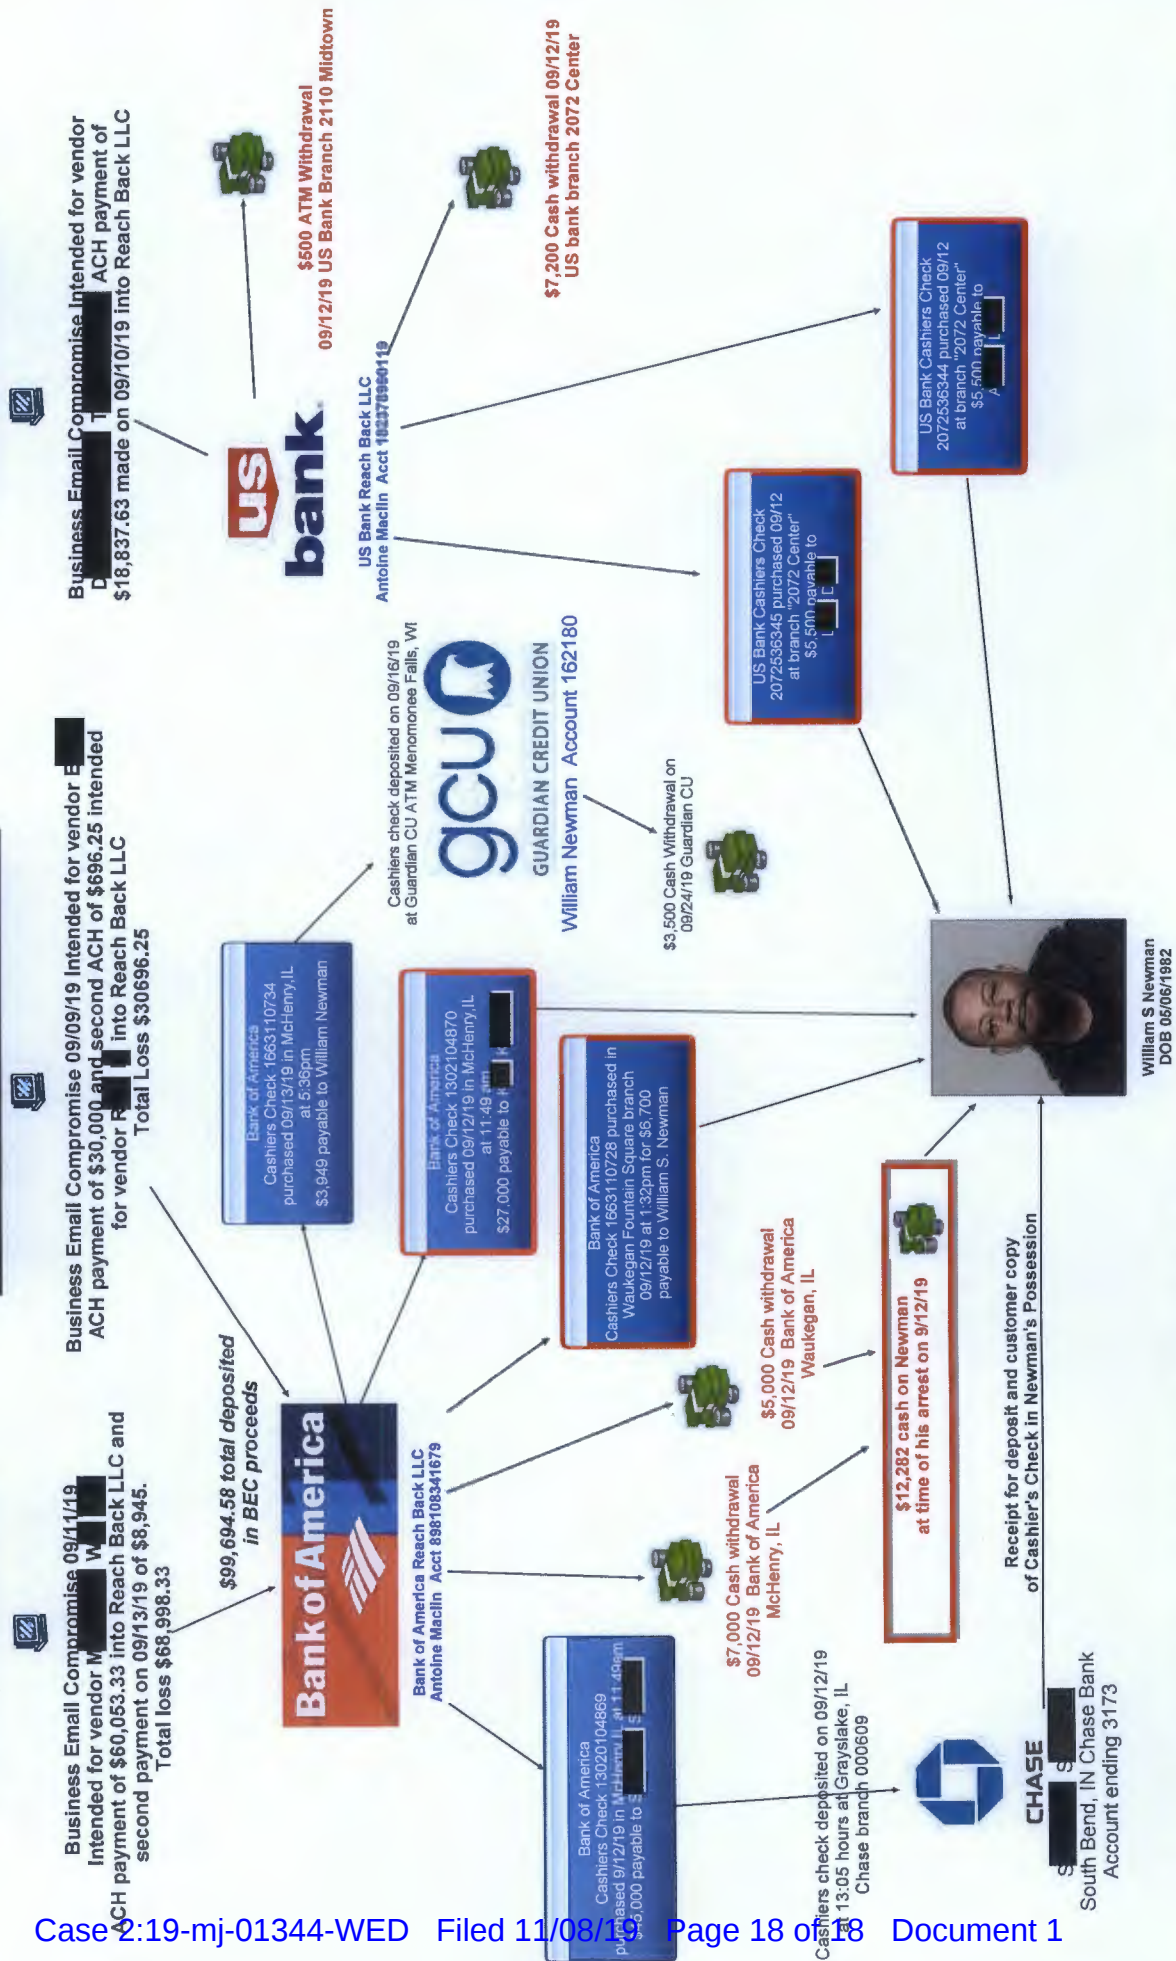 Business Email Compromise 09/11/19
Intended for vendor M W
ACH payment of $60,053.33 into Reach Back LLC and
second payment on 09/13/19 of $8,945.
Total loss $68,998.33
Business Email Compromise 09/09/19 Intended for vendor E
ACH payment of $30,000 and second ACH of $696.25 intended
for vendor R into Reach Back LLC
Total Loss $30696.25
Business Email Compromise Intended for vendor
D T ACH payment of
$18,837.63 made on 09/10/19 into Reach Back LLC
$99,694.58 total deposited
in BEC proceeds
Bank of America
Bank of America Reach Back LLC
Antoine Maclin Acct 898108341679
us
bank.
US Bank Reach Back LLC
Antoine Maclin Acct
$500 ATM Withdrawal
09/12/19 US Bank Branch 2110 Midtown
$7,200 Cash withdrawal 09/12/19
US bank branch 2072 Center
Bank of America
Cashiers Check 1663110734
purchased 09/13/19 in McHenry,IL
at 5:36pm
$3,949 payable to William Newman
Cashiers check deposited on 09/16/19
at Guardian CU ATM Menomonee Falls, WI
gcu
GUARDIAN CREDIT UNION
William Newman Account 162180
$3,500 Cash Withdrawal on
09/24/19 Guardian CU
Bank of America
Cashiers Check 1302104870
purchased 09/12/19 in McHenry,IL
at 11:49 am
$27,000 payable to K K
Bank of America
Cashiers Check 1663110728 purchased in
Waukegan Fountain Square branch
09/12/19 at 1:32pm for $6,700
payable to William S. Newman
US Bank Cashiers Check
2072536345 purchased 09/12
at branch "2072 Center"
$5,500 payable to
L D
US Bank Cashiers Check
2072536344 purchased 09/12
at branch "2072 Center"
$5,500 payable to
A L
Bank of America
Cashiers Check 13020104869
purchased 9/12/19 in McHenry IL at 11:49am
payable to S S
$7,000 Cash withdrawal
09/12/19 Bank of America
McHenry, IL
$5,000 Cash withdrawal
09/12/19 Bank of America
Waukegan, IL
$12,282 cash on Newman
at time of his arrest on 9/12/19
Cashiers check deposited on 09/12/19
at 13:05 hours at Grayslake, IL
Chase branch 000609
CHASE
S S
South Bend, IN Chase Bank
Account ending 3173
Receipt for deposit and customer copy
of Cashier's Check in Newman's Possession
William S Newman
DOB 05/06/1982
Case 2:19-mj-01344-WED Filed 11/08/19 Page 18 of 18 Document 1